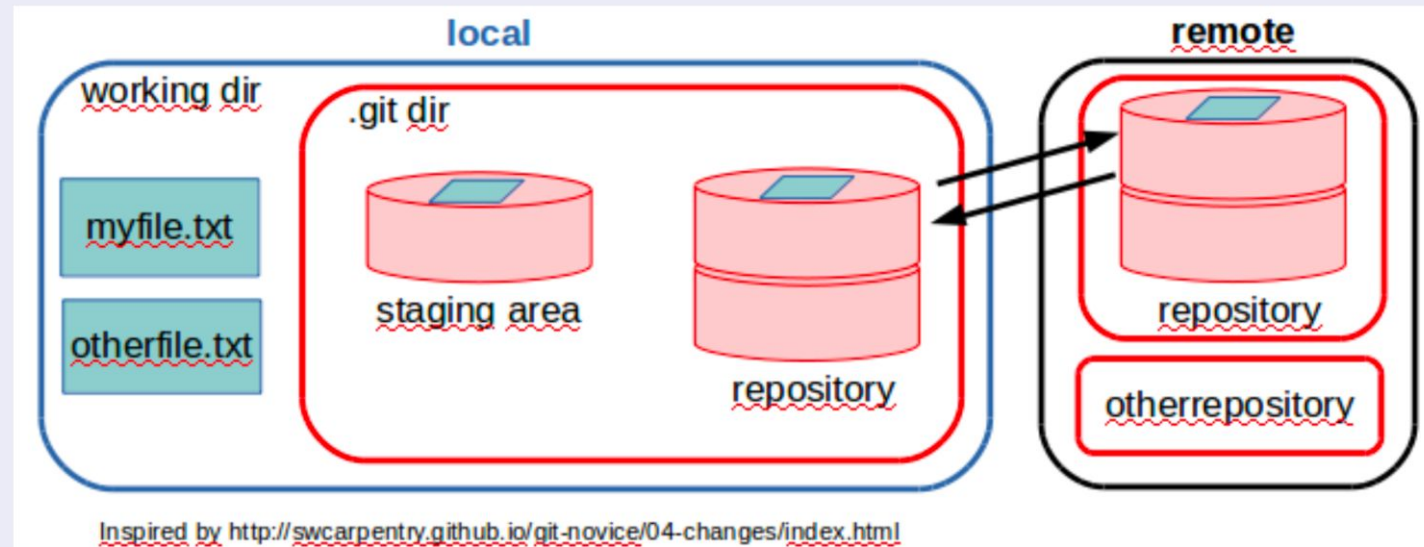 local
remote
working dir
.git dir
myfile.txt
otherfile.txt
staging area
repository
repository
otherrepository
Inspired by http://swcarpentry.github.io/git-novice/04-changes/index.html